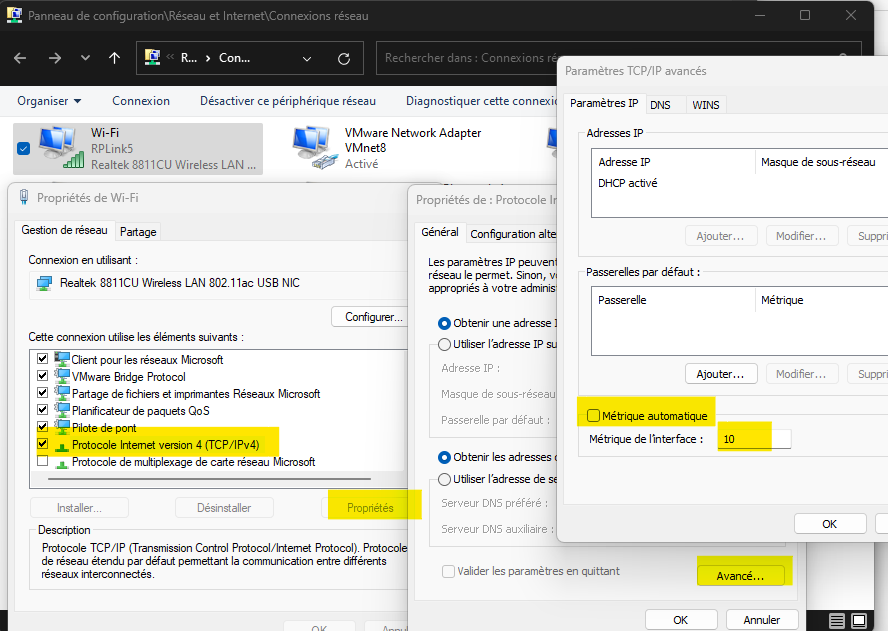 Panneau de configuration\Réseau et Internet\Connexions réseau
« R... > Con...
Rechercher dans : Connexions ré
Organiser
Connexion
Désactiver ce périphérique réseau
Diagnostiquer cette connexi
Wi-Fi
RPLink5
Realtek 8811CU Wireless LAN ...
VMware Network Adapter
VMnet8
Activé
Propriétés de Wi-Fi
Gestion de réseau
Partage
Connexion en utilisant :
Realtek 8811CU Wireless LAN 802.11ac USB NIC
Configurer...
Cette connexion utilise les éléments suivants :
Client pour les réseaux Microsoft
VMware Bridge Protocol
Partage de fichiers et imprimantes Réseaux Microsoft
Planificateur de paquets QoS
Pilote de pont
Protocole Internet version 4 (TCP/IPv4)
Protocole de multiplexage de carte réseau Microsoft
Installer...
Désinstaller
Propriétés
Description
Protocole TCP/IP (Transmission Control Protocol/Internet Protocol). Protocole
de réseau étendu par défaut permettant la communication entre différents
réseaux interconnectés.
OK
Annu
Propriétés de : Protocole In
Général
Configuration alte
Les paramètres IP peuvent
réseau le permet. Sinon, v
appropriés à votre adminis
Obtenir une adresse I
Utiliser l'adresse IP su
Adresse IP :
Masque de sous-réseau
Passerelle par défaut :
Obtenir les adresses d
Utiliser l'adresse de se
Serveur DNS préféré :
Serveur DNS auxiliaire :
Valider les paramètres en quittant
Avancé...
OK
Annuler
Paramètres TCP/IP avancés
Paramètres IP
DNS
WINS
Adresses IP
Adresse IP
Masque de sous-réseau
DHCP activé
Ajouter...
Modifier...
Suppri
Passerelles par défaut :
Passerelle
Métrique
Ajouter...
Modifier...
Suppri
Métrique automatique
Métrique de l'interface :
10
OK